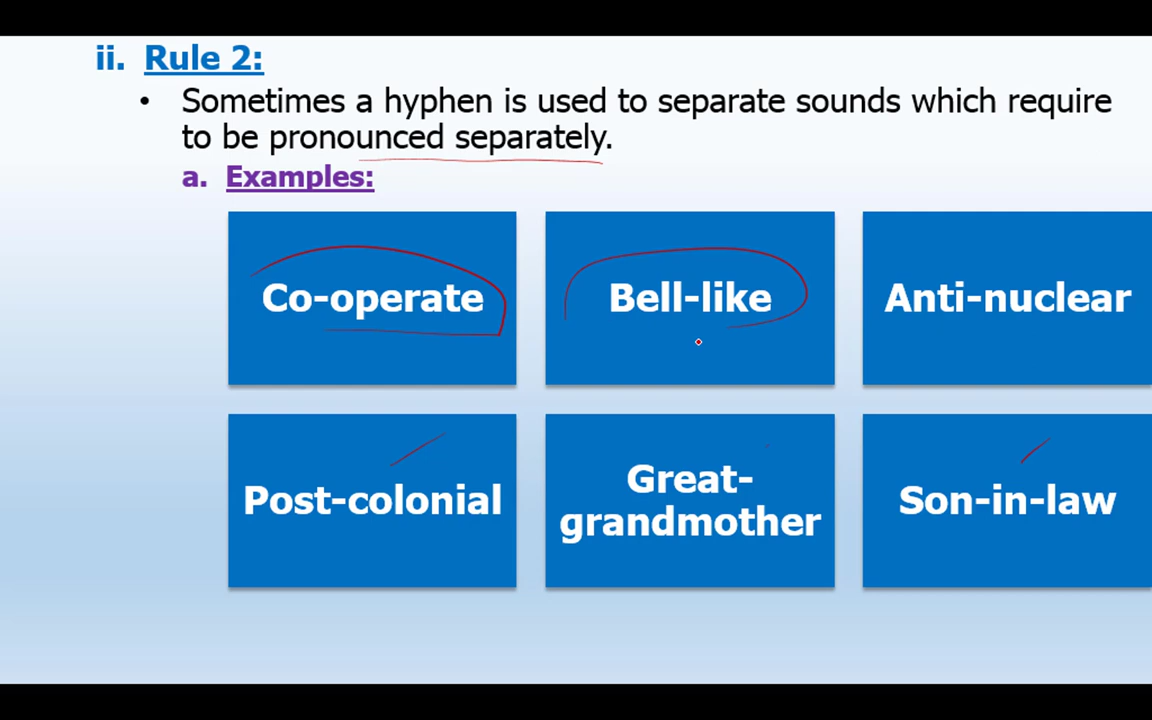 ii. Rule 2:
• Sometimes a hyphen is used to separate sounds which require
to be pronounced separately.
a. Examples:
Co-operate
Bell-like
Anti-nuclear
Post-colonial
Great-
grandmother
Son-in-law